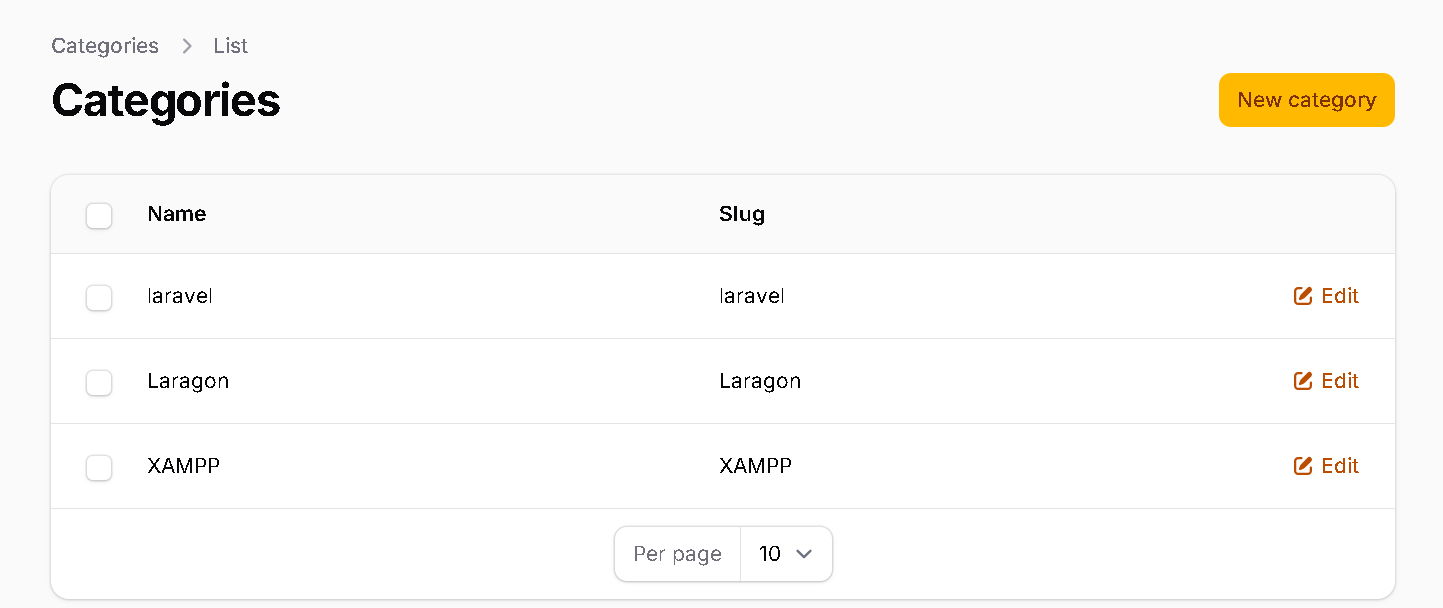 Categories > List
Categories
New category
Name Slug
laravel laravel Edit
Laragon Laragon Edit
XAMPP XAMPP Edit
Per page 10